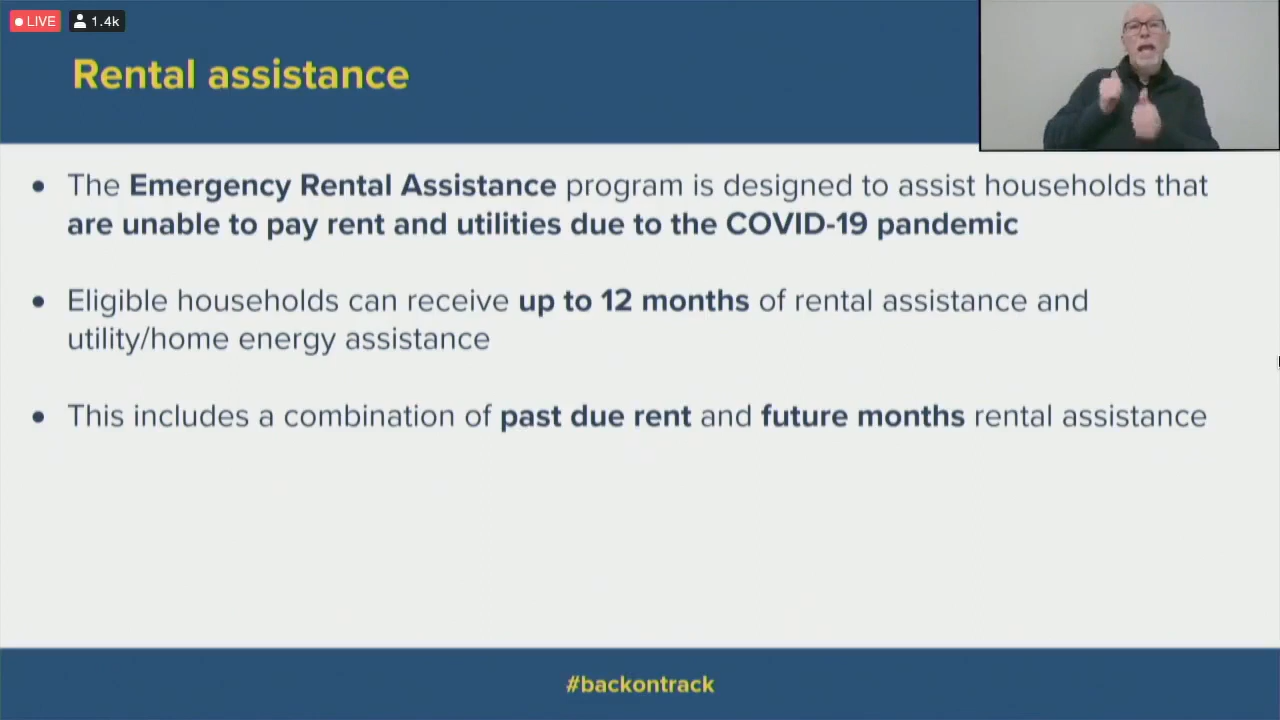 LIVE 1.4k
Rental assistance
• The Emergency Rental Assistance program is designed to assist households that
are unable to pay rent and utilities due to the COVID-19 pandemic
• Eligible households can receive up to 12 months of rental assistance and
utility/home energy assistance
• This includes a combination of past due rent and future months rental assistance
#backontrack